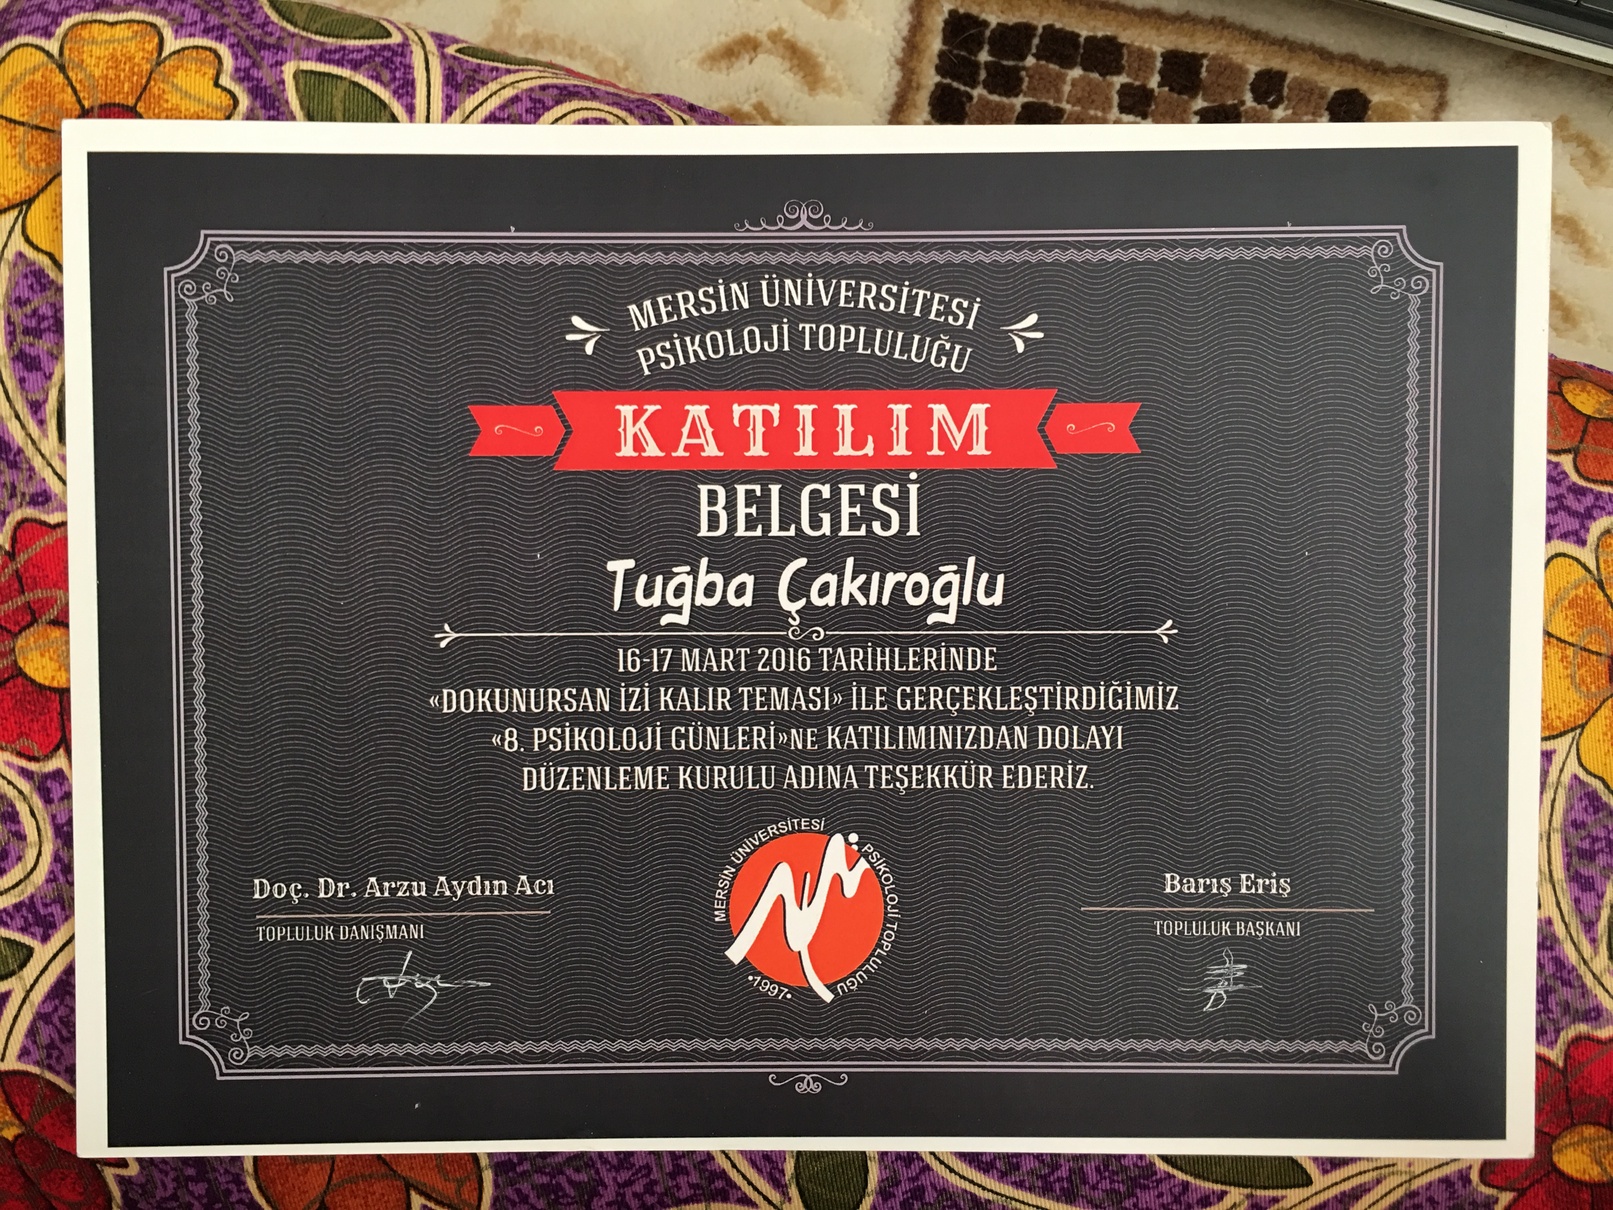 MERSİN ÜNİVERSİTESİ
PSİKOLOJİ TOPLULUĞU
KATILIM
BELGESİ
Tuğba Çakıroğlu
16-17 MART 2016 TARİHLERİNDE
«DOKUNURSAN İZİ KALIR TEMASI» İLE GERÇEKLEŞTİRDİĞİMİZ
«8. PSİKOLOJİ GÜNLERİ»NE KATILIMINIZDAN DOLAYI
DÜZENLEME KURULU ADINA TEŞEKKÜR EDERİZ.
Doç. Dr. Arzu Aydın Acı
TOPLULUK DANIŞMANI
MERSİN ÜNİVERSİTESİ PSİKOLOJİ TOPLULUĞU
•1997•
Barış Eriş
TOPLULUK BAŞKANI